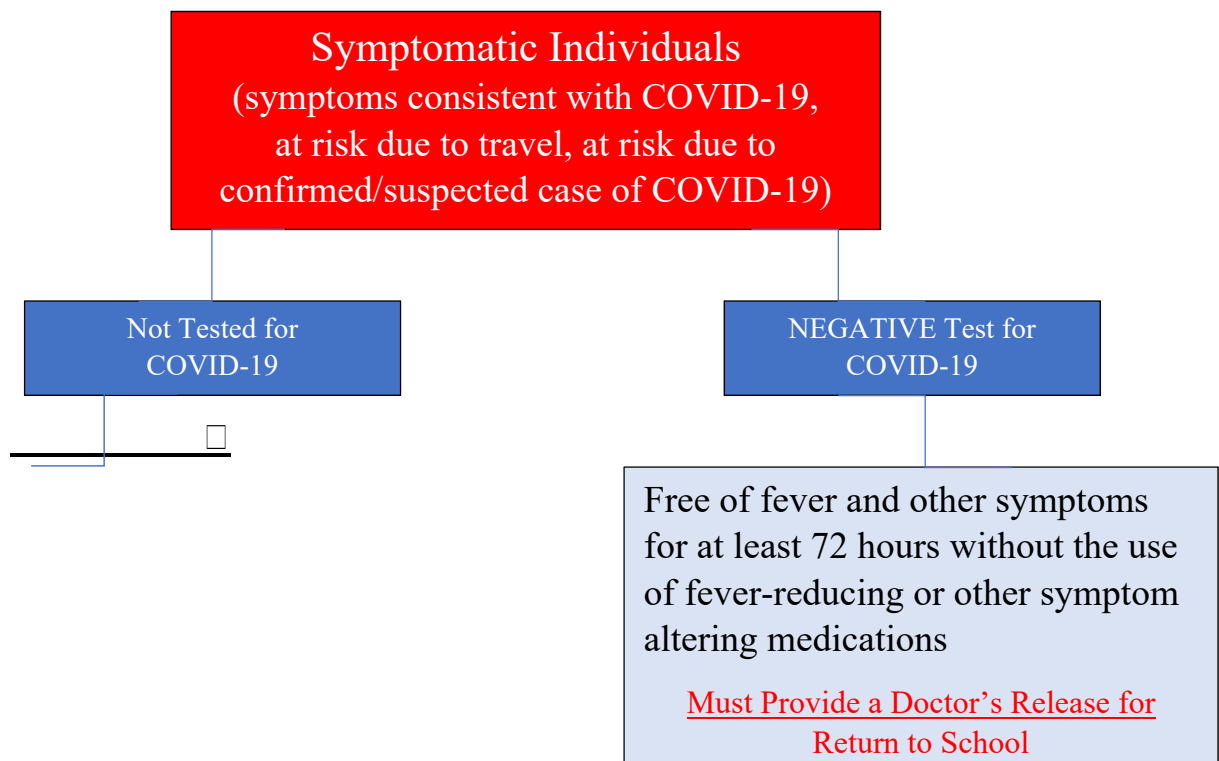 Symptomatic Individuals
(symptoms consistent with COVID-19,
at risk due to travel, at risk due to
confirmed/suspected case of COVID-19)
Not Tested for
COVID-19
NEGATIVE Test for
COVID-19
Free of fever and other symptoms
for at least 72 hours without the use
of fever-reducing or other symptom
altering medications
Must Provide a Doctor’s Release for
Return to School